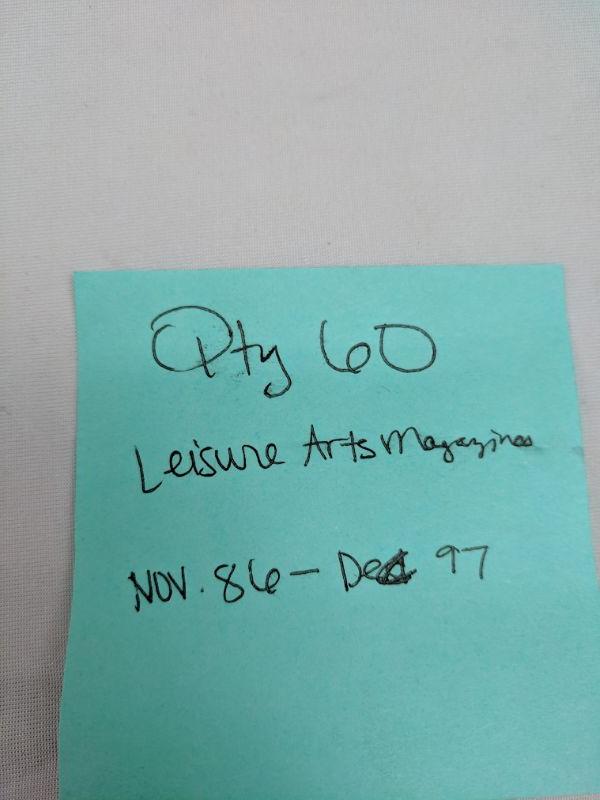 Qty 60
Leisure Arts Magazines
NOV. 86 - Dec 97